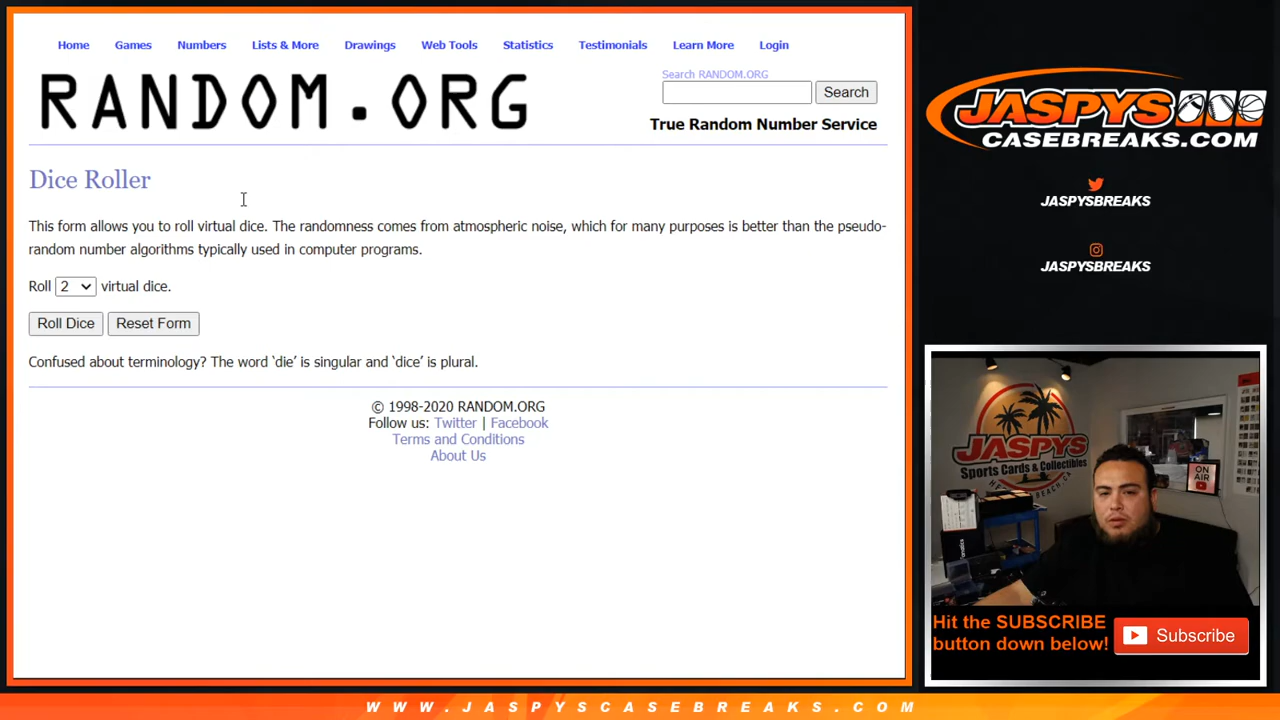 Home Games Numbers Lists & More Drawings Web Tools Statistics Testimonials Learn More Login
RANDOM.ORG
Search RANDOM.ORG
Search
True Random Number Service
Dice Roller
This form allows you to roll virtual dice. The randomness comes from atmospheric noise, which for many purposes is better than the pseudo-
random number algorithms typically used in computer programs.
Roll 2 virtual dice.
Roll Dice Reset Form
Confused about terminology? The word ‘die’ is singular and ‘dice’ is plural.
© 1998-2020 RANDOM.ORG
Follow us: Twitter | Facebook
Terms and Conditions
About Us
JASPYS
CASEBREAKS.COM
JASPYSBREAKS
JASPYSBREAKS
JASPYS
Sports Cards & Collectibles
ON
AIR
Hit the SUBSCRIBE
button down below!
Subscribe
WWW.JASPYSCASEBREAKS.COM